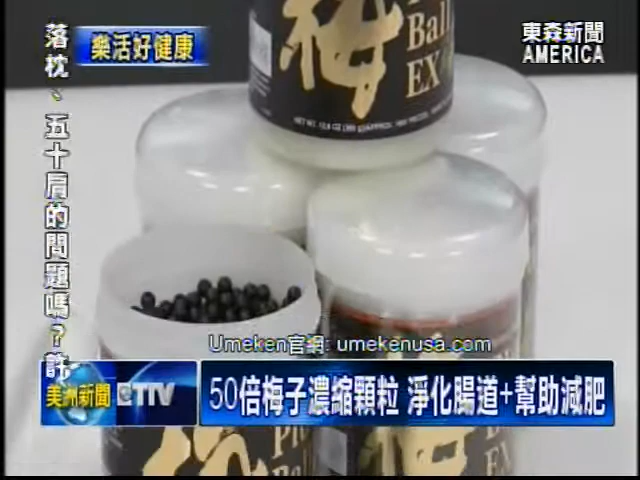 樂活好健康
東森新聞
AMERICA
落枕、五十肩的問題嗎？許
梅
Ball
EX
Umeken官網: umekenusa.com
美洲新聞
ETTV
50倍梅子濃縮顆粒 淨化腸道+幫助減肥